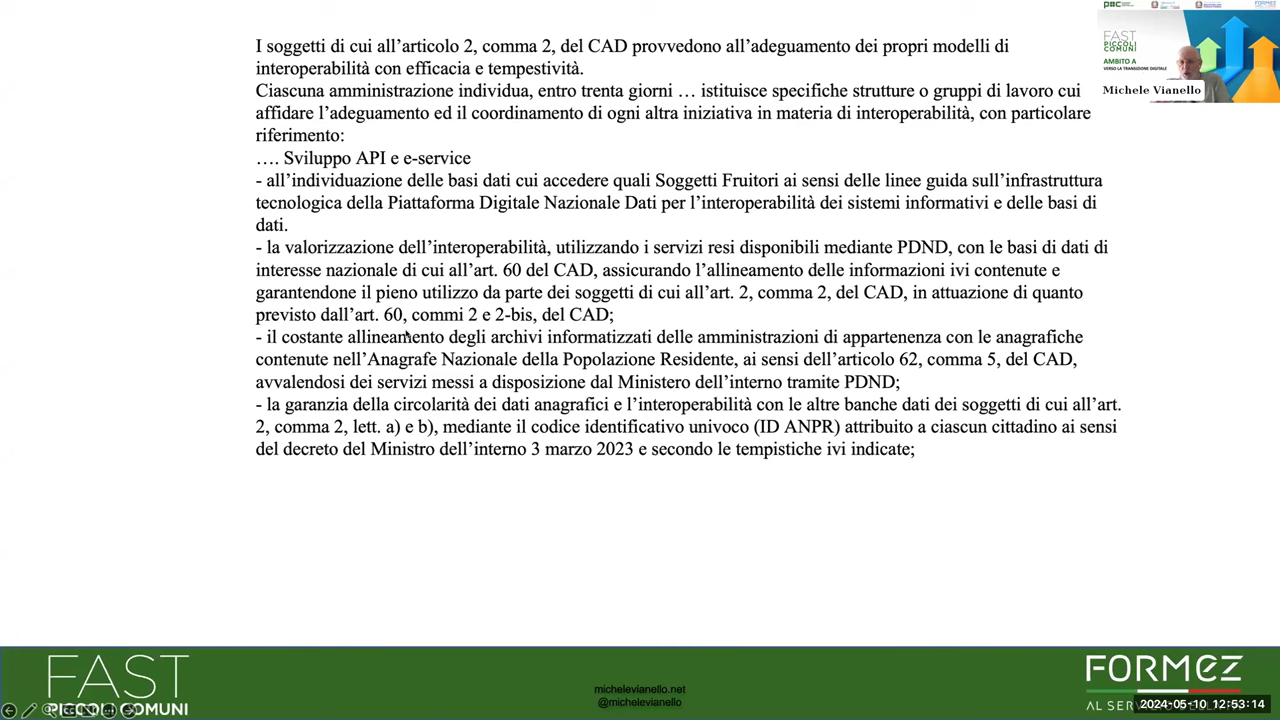 I soggetti di cui all’articolo 2, comma 2, del CAD provvedono all’adeguamento dei propri modelli di
interoperabilità con efficacia e tempestività.
Ciascuna amministrazione individua, entro trenta giorni … istituisce specifiche strutture o gruppi di lavoro cui
affidare l’adeguamento ed il coordinamento di ogni altra iniziativa in materia di interoperabilità, con particolare
riferimento:
…. Sviluppo API e e-service
- all’individuazione delle basi dati cui accedere quali Soggetti Fruitori ai sensi delle linee guida sull’infrastruttura
tecnologica della Piattaforma Digitale Nazionale Dati per l’interoperabilità dei sistemi informativi e delle basi di
dati.
- la valorizzazione dell’interoperabilità, utilizzando i servizi resi disponibili mediante PDND, con le basi di dati di
interesse nazionale di cui all’art. 60 del CAD, assicurando l’allineamento delle informazioni ivi contenute e
garantendone il pieno utilizzo da parte dei soggetti di cui all’art. 2, comma 2, del CAD, in attuazione di quanto
previsto dall’art. 60, commi 2 e 2-bis, del CAD;
- il costante allineamento degli archivi informatizzati delle amministrazioni di appartenenza con le anagrafiche
contenute nell’Anagrafe Nazionale della Popolazione Residente, ai sensi dell’articolo 62, comma 5, del CAD,
avvalendosi dei servizi messi a disposizione dal Ministero dell’interno tramite PDND;
- la garanzia della circolarità dei dati anagrafici e l’interoperabilità con le altre banche dati dei soggetti di cui all’art.
2, comma 2, lett. a) e b), mediante il codice identificativo univoco (ID ANPR) attribuito a ciascun cittadino ai sensi
del decreto del Ministro dell’interno 3 marzo 2023 e secondo le tempistiche ivi indicate;
FORMEZ
FAST
PICCOLI
COMUNI
AMBITO A
VERSO LA TRANSIZIONE DIGITALE
Michele Vianello
FAST
PICCOLI COMUNI
michelevianello.net
@michelevianello
FORMEZ
AL SERV
2024-05-10 12:53:14